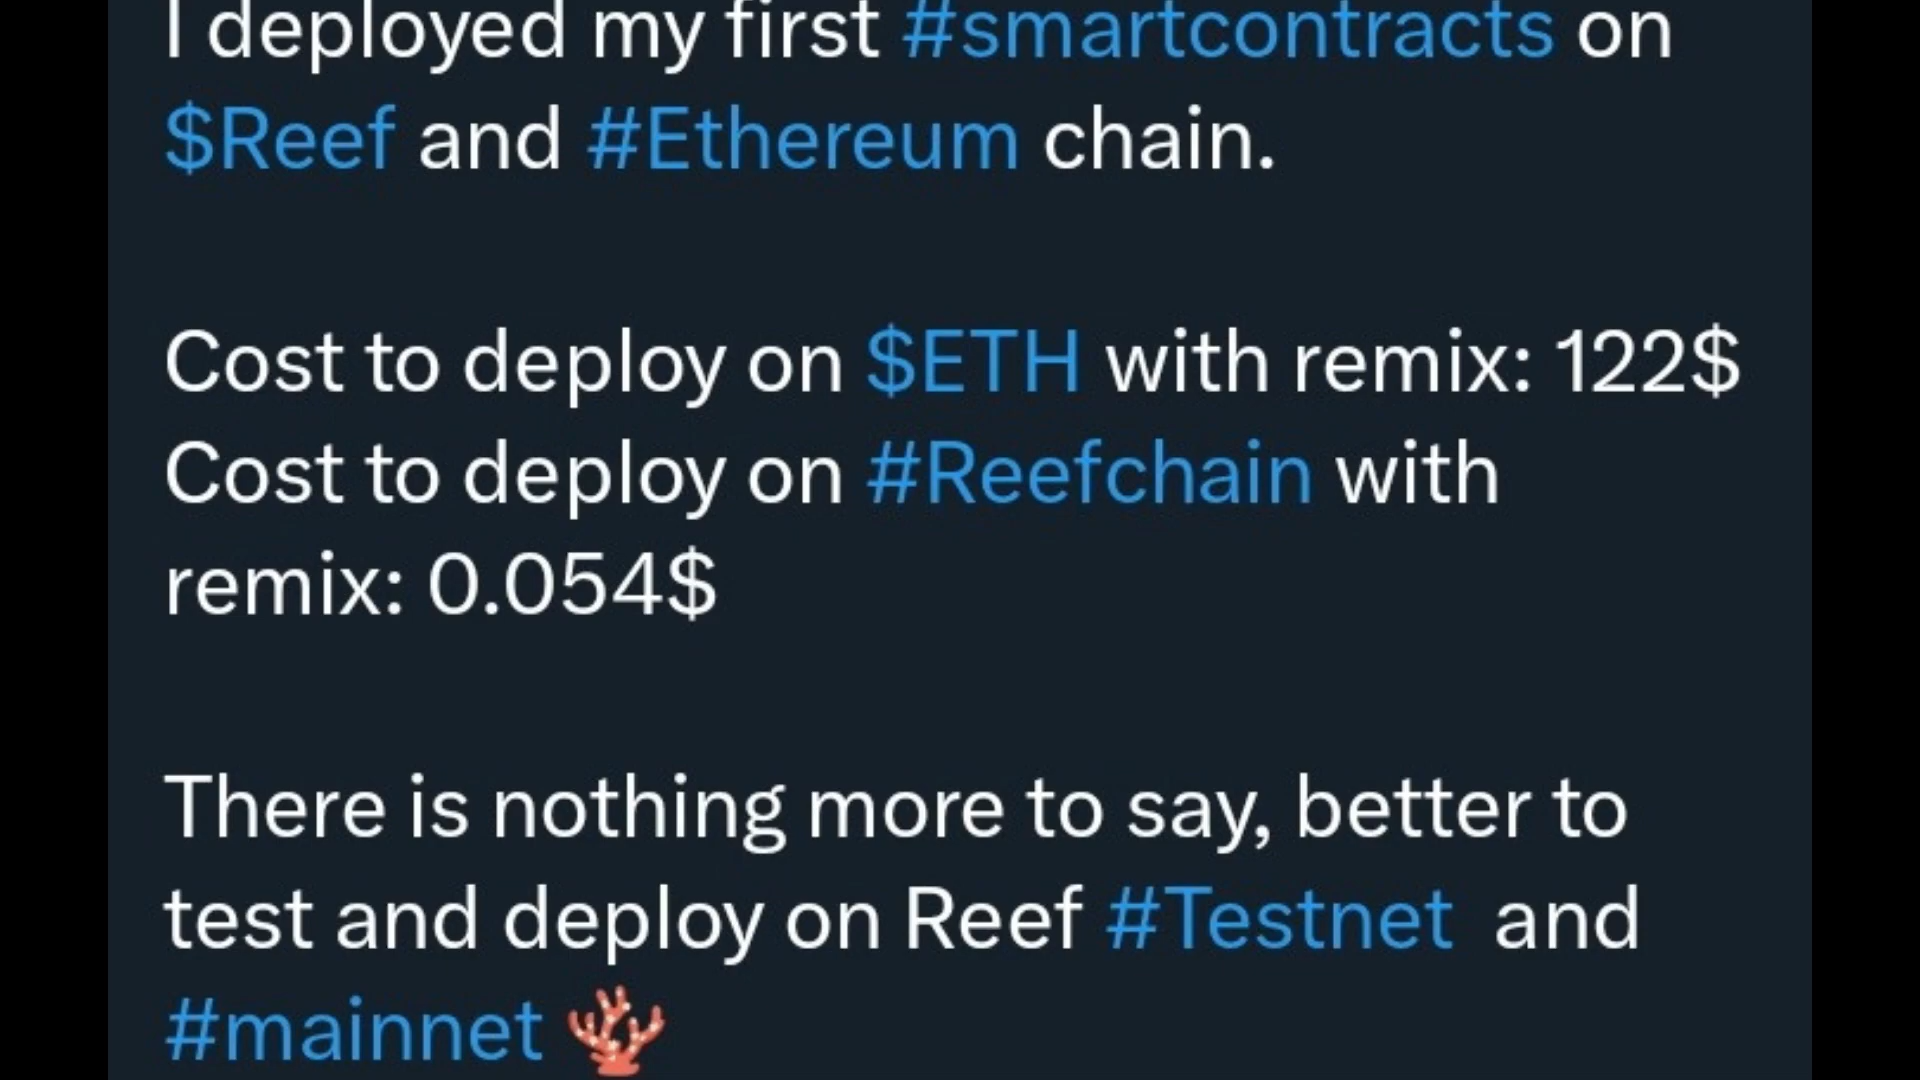 I deployed my first #smartcontracts on
$Reef and #Ethereum chain.
Cost to deploy on $ETH with remix: 122$
Cost to deploy on #Reefchain with
remix: 0.054$
There is nothing more to say, better to
test and deploy on Reef #Testnet and
#mainnet 🪸